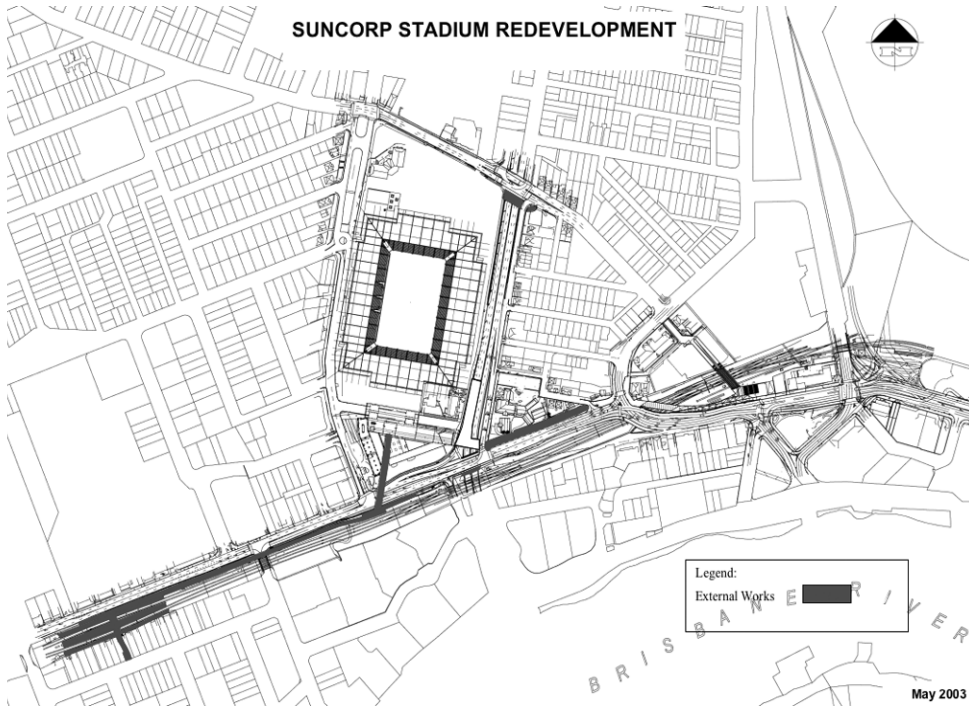 SUNCORP STADIUM REDEVELOPMENT
Legend:
External Works
BRISBANE RIVER
May 2003